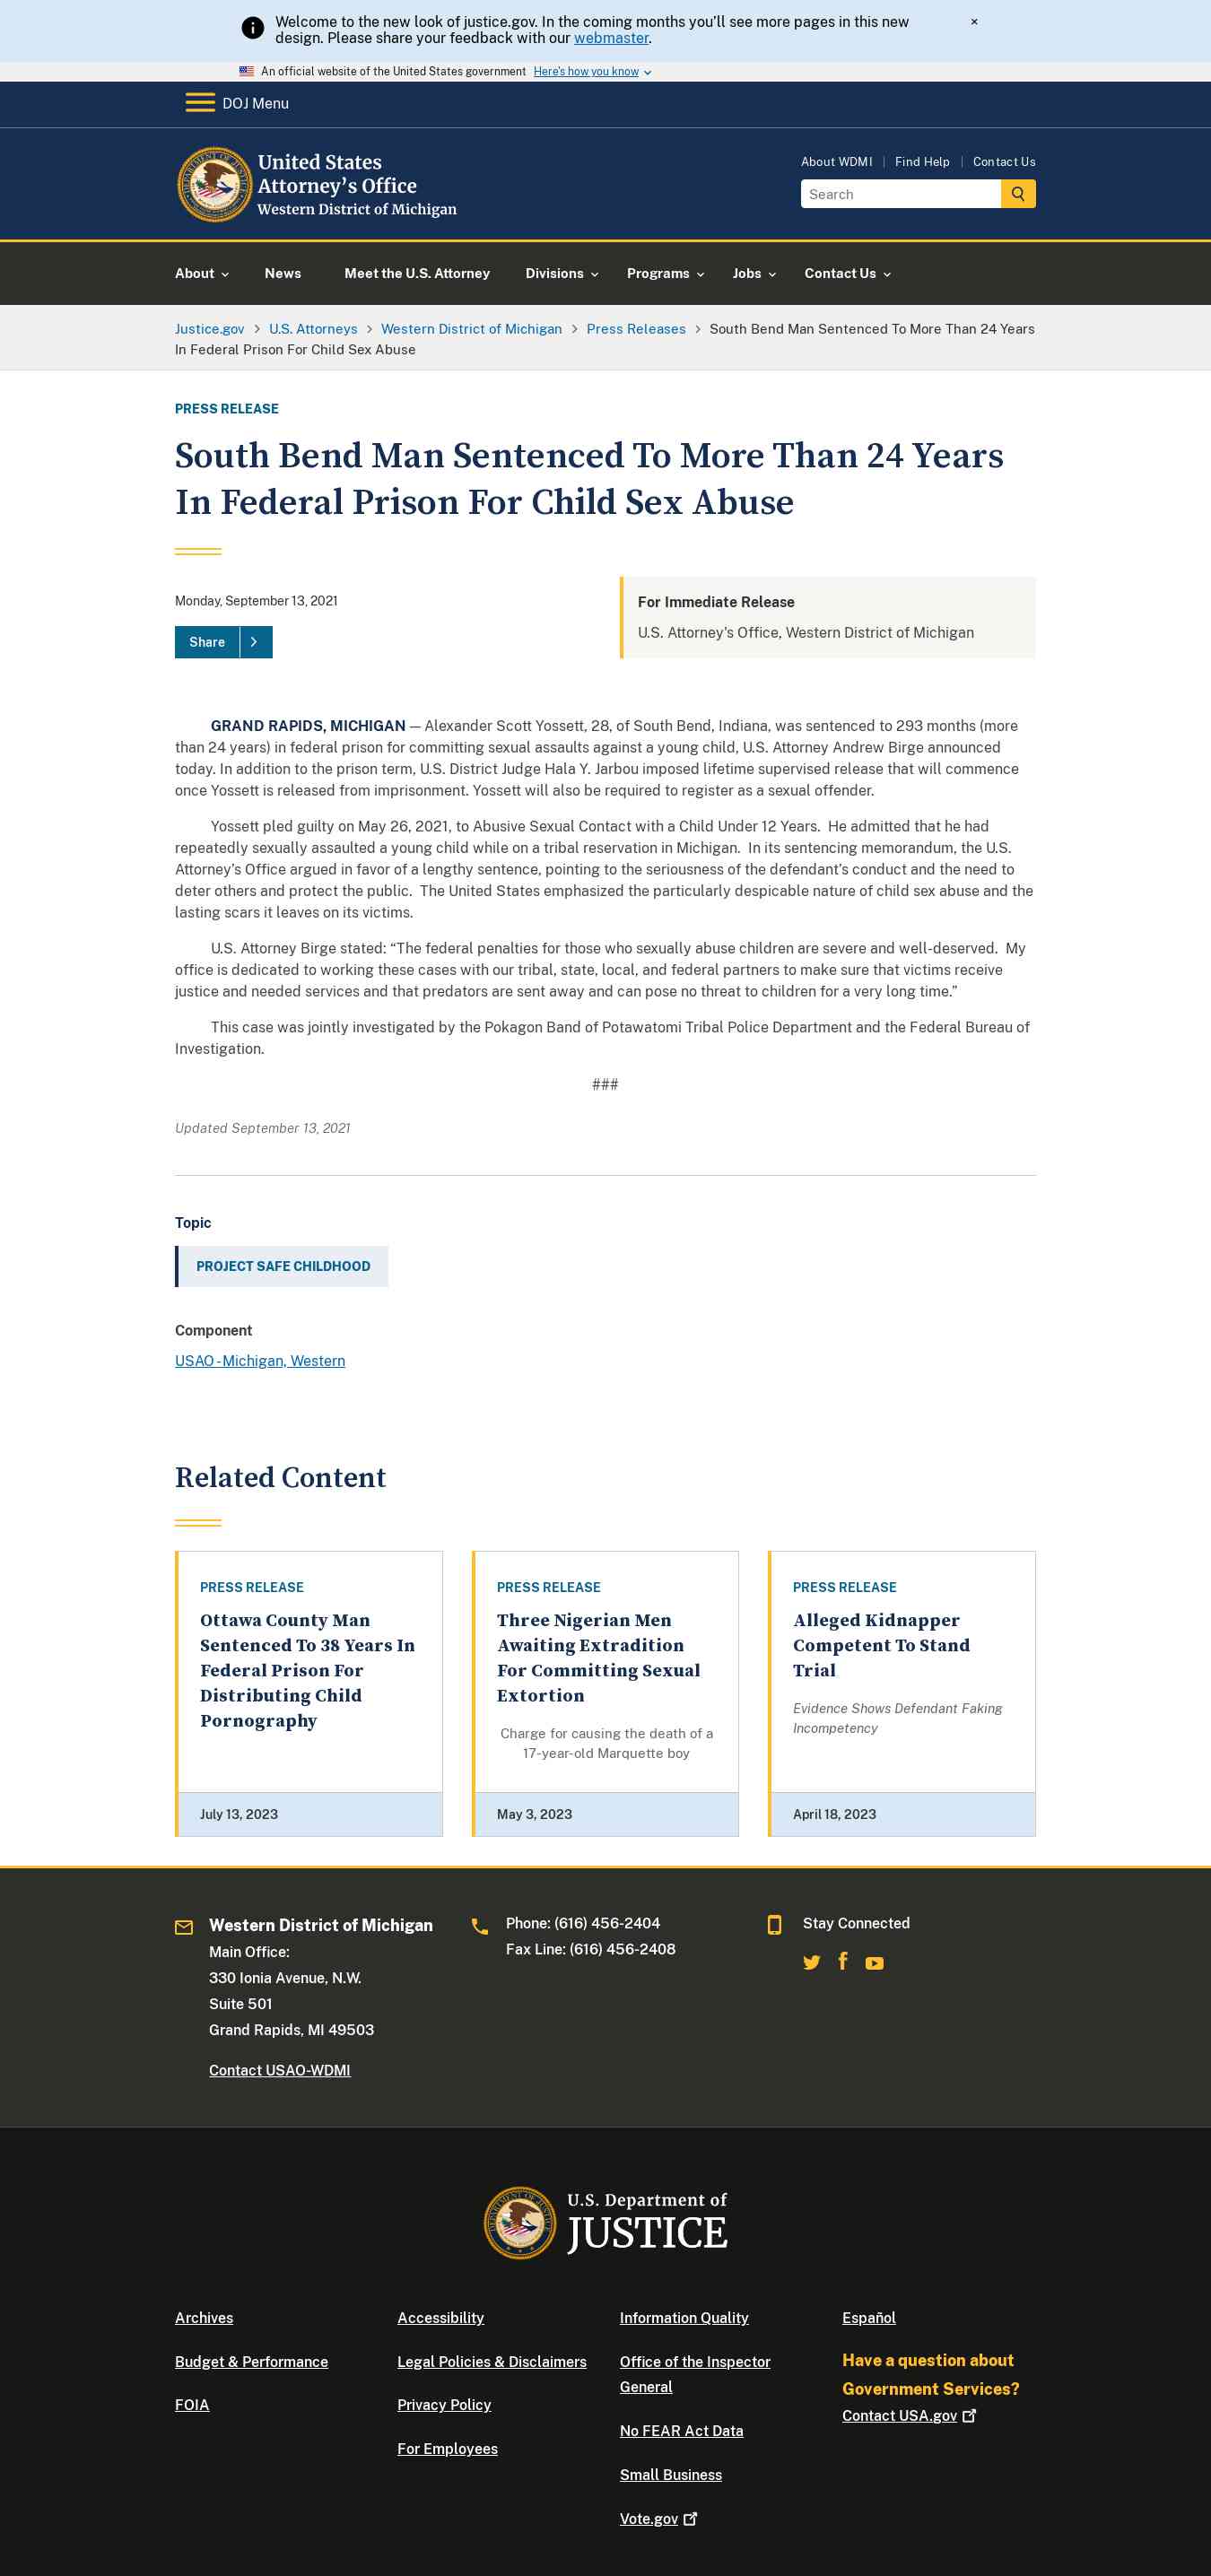 Welcome to the new look of justice.gov. In the coming months you'll see more pages in this new
design. Please share your feedback with our webmaster.
×
An official website of the United States government Here's how you know
DOJ Menu
United States
Attorney's Office
Western District of Michigan
About WDMI | Find Help | Contact Us
Search
About News Meet the U.S. Attorney Divisions Programs Jobs Contact Us
Justice.gov > U.S. Attorneys > Western District of Michigan > Press Releases > South Bend Man Sentenced To More Than 24 Years
In Federal Prison For Child Sex Abuse
PRESS RELEASE
South Bend Man Sentenced To More Than 24 Years
In Federal Prison For Child Sex Abuse
Monday, September 13, 2021
Share >
For Immediate Release
U.S. Attorney's Office, Western District of Michigan
GRAND RAPIDS, MICHIGAN — Alexander Scott Yossett, 28, of South Bend, Indiana, was sentenced to 293 months (more
than 24 years) in federal prison for committing sexual assaults against a young child, U.S. Attorney Andrew Birge announced
today. In addition to the prison term, U.S. District Judge Hala Y. Jarbou imposed lifetime supervised release that will commence
once Yossett is released from imprisonment. Yossett will also be required to register as a sexual offender.
Yossett pled guilty on May 26, 2021, to Abusive Sexual Contact with a Child Under 12 Years.  He admitted that he had
repeatedly sexually assaulted a young child while on a tribal reservation in Michigan.  In its sentencing memorandum, the U.S.
Attorney's Office argued in favor of a lengthy sentence, pointing to the seriousness of the defendant's conduct and the need to
deter others and protect the public.  The United States emphasized the particularly despicable nature of child sex abuse and the
lasting scars it leaves on its victims.
U.S. Attorney Birge stated: “The federal penalties for those who sexually abuse children are severe and well-deserved.  My
office is dedicated to working these cases with our tribal, state, local, and federal partners to make sure that victims receive
justice and needed services and that predators are sent away and can pose no threat to children for a very long time.”
This case was jointly investigated by the Pokagon Band of Potawatomi Tribal Police Department and the Federal Bureau of
Investigation.
###
Updated September 13, 2021
Topic
PROJECT SAFE CHILDHOOD
Component
USAO - Michigan, Western
Related Content
PRESS RELEASE
Ottawa County Man
Sentenced To 38 Years In
Federal Prison For
Distributing Child
Pornography
July 13, 2023
PRESS RELEASE
Three Nigerian Men
Awaiting Extradition
For Committing Sexual
Extortion
Charge for causing the death of a
17-year-old Marquette boy
May 3, 2023
PRESS RELEASE
Alleged Kidnapper
Competent To Stand
Trial
Evidence Shows Defendant Faking
Incompetency
April 18, 2023
Western District of Michigan
Main Office:
330 Ionia Avenue, N.W.
Suite 501
Grand Rapids, MI 49503
Contact USAO-WDMI
Phone: (616) 456-2404
Fax Line: (616) 456-2408
Stay Connected
U.S. Department of
JUSTICE
Archives
Budget & Performance
FOIA
Accessibility
Legal Policies & Disclaimers
Privacy Policy
For Employees
Information Quality
Office of the Inspector
General
No FEAR Act Data
Small Business
Vote.gov
Español
Have a question about
Government Services?
Contact USA.gov